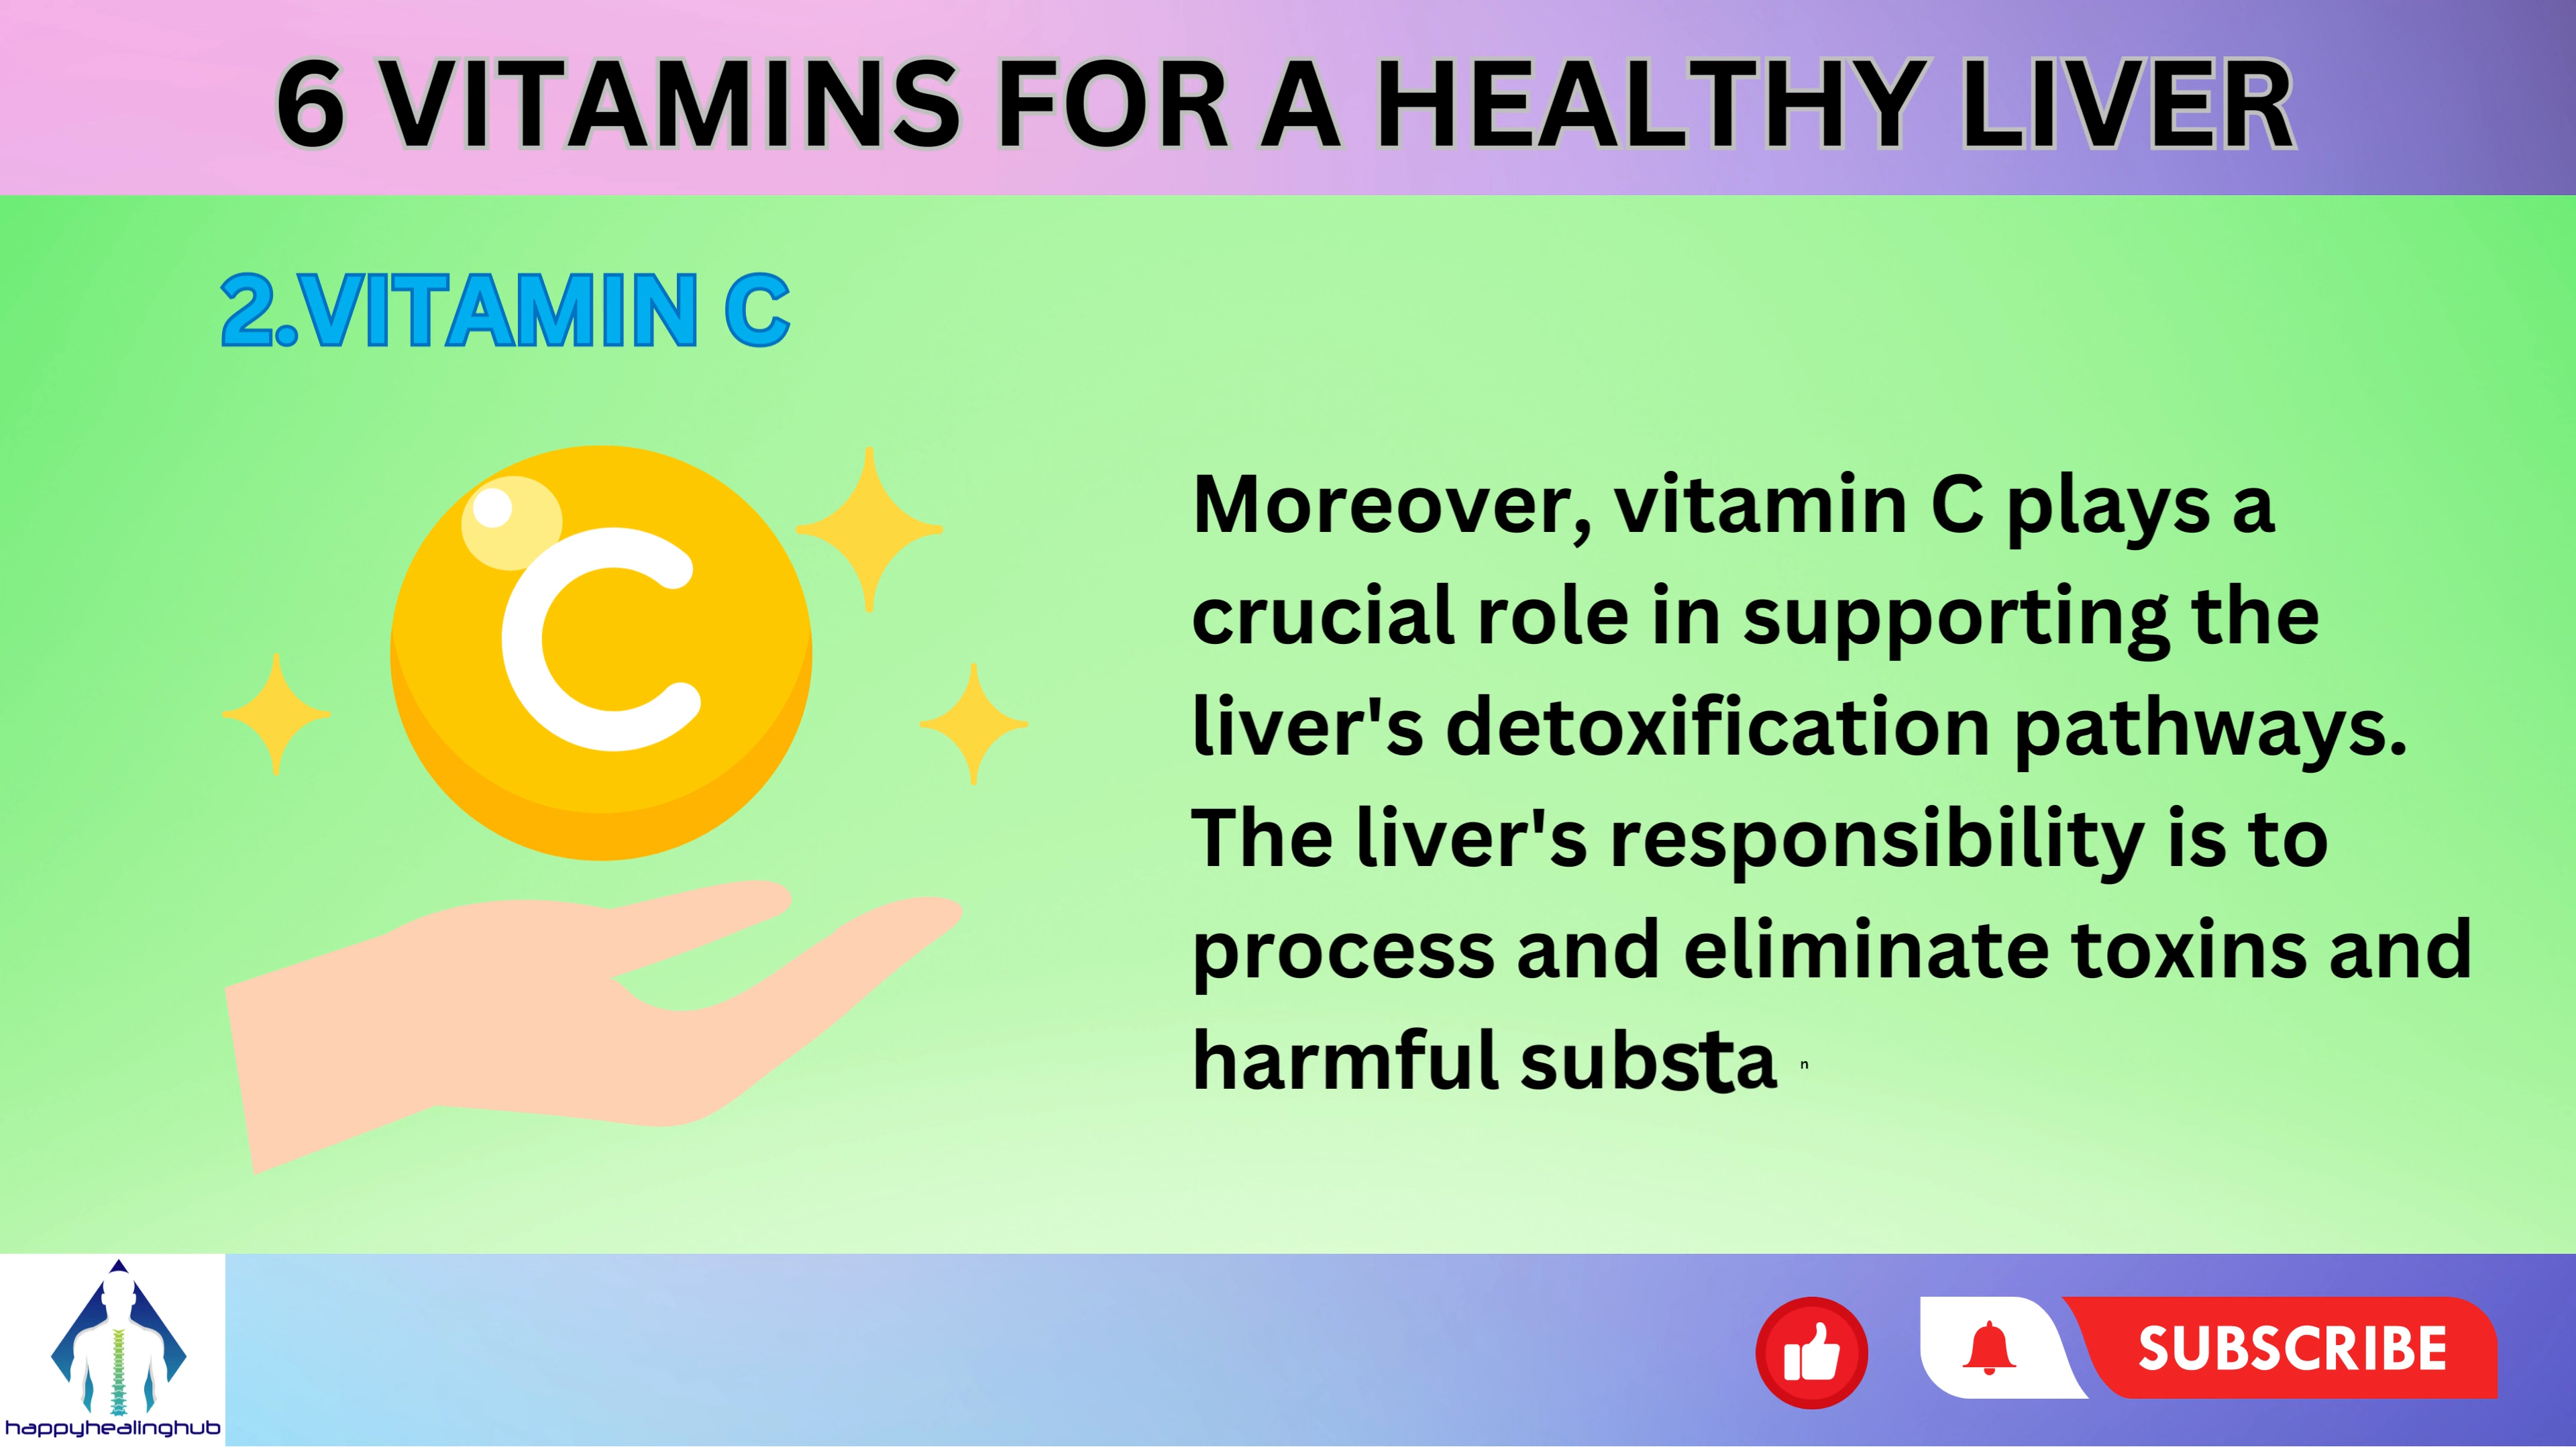 6 VITAMINS FOR A HEALTHY LIVER
2.VITAMIN C
C
Moreover, vitamin C plays a
crucial role in supporting the
liver's detoxification pathways.
The liver's responsibility is to
process and eliminate toxins and
harmful substa n
happyhealinghub
SUBSCRIBE